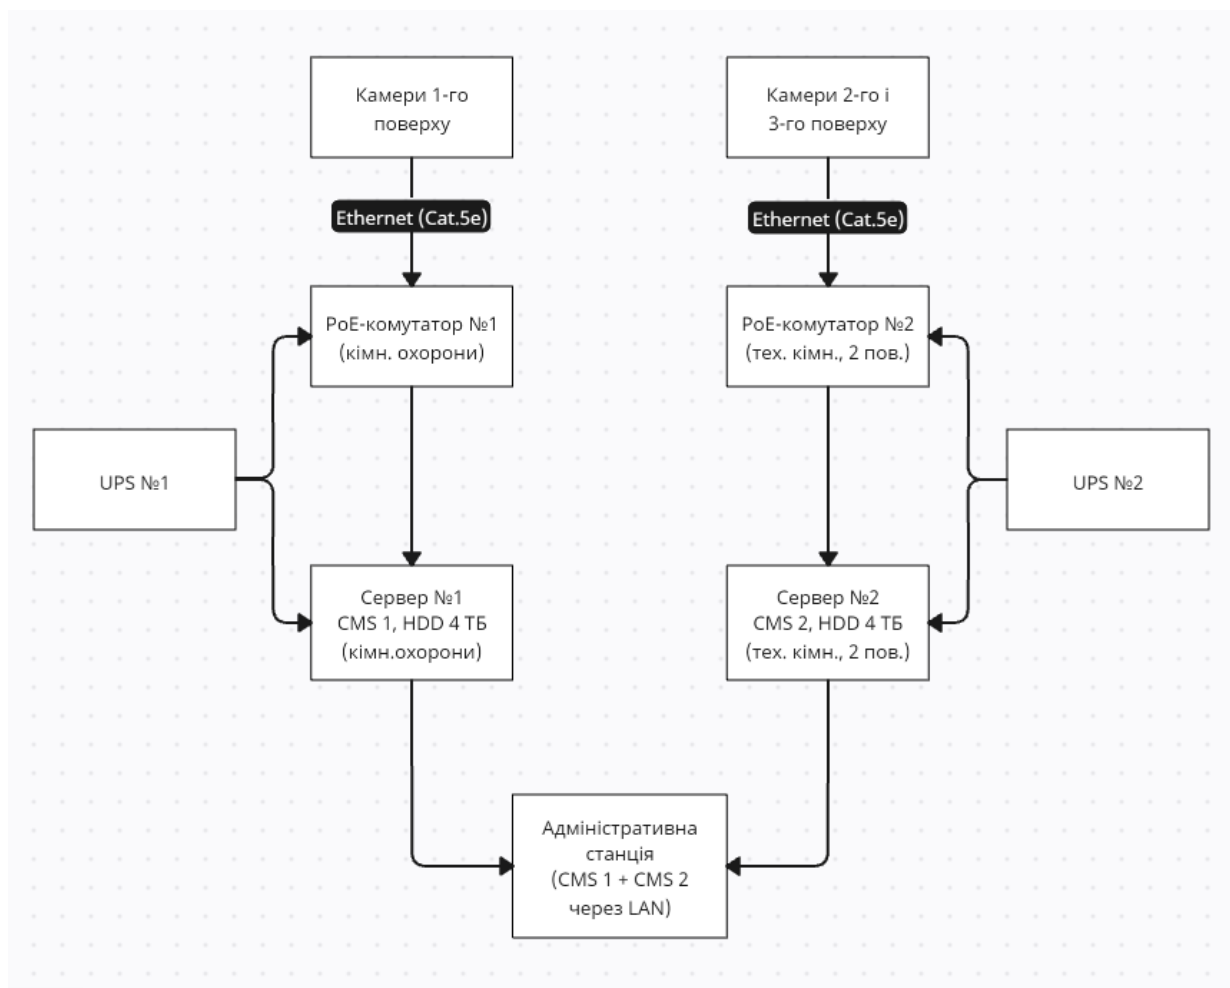 Камери 1-го
поверху
Камери 2-го і
3-го поверху
Ethernet (Cat.5e)
Ethernet (Cat.5e)
PoE-комутатор №1
(кімн. охорони)
PoE-комутатор №2
(тех. кімн., 2 пов.)
UPS №1
UPS №2
Сервер №1
CMS 1, HDD 4 ТБ
(кімн.охорони)
Сервер №2
CMS 2, HDD 4 ТБ
(тех. кімн., 2 пов.)
Адміністративна
станція
(CMS 1 + CMS 2
через LAN)